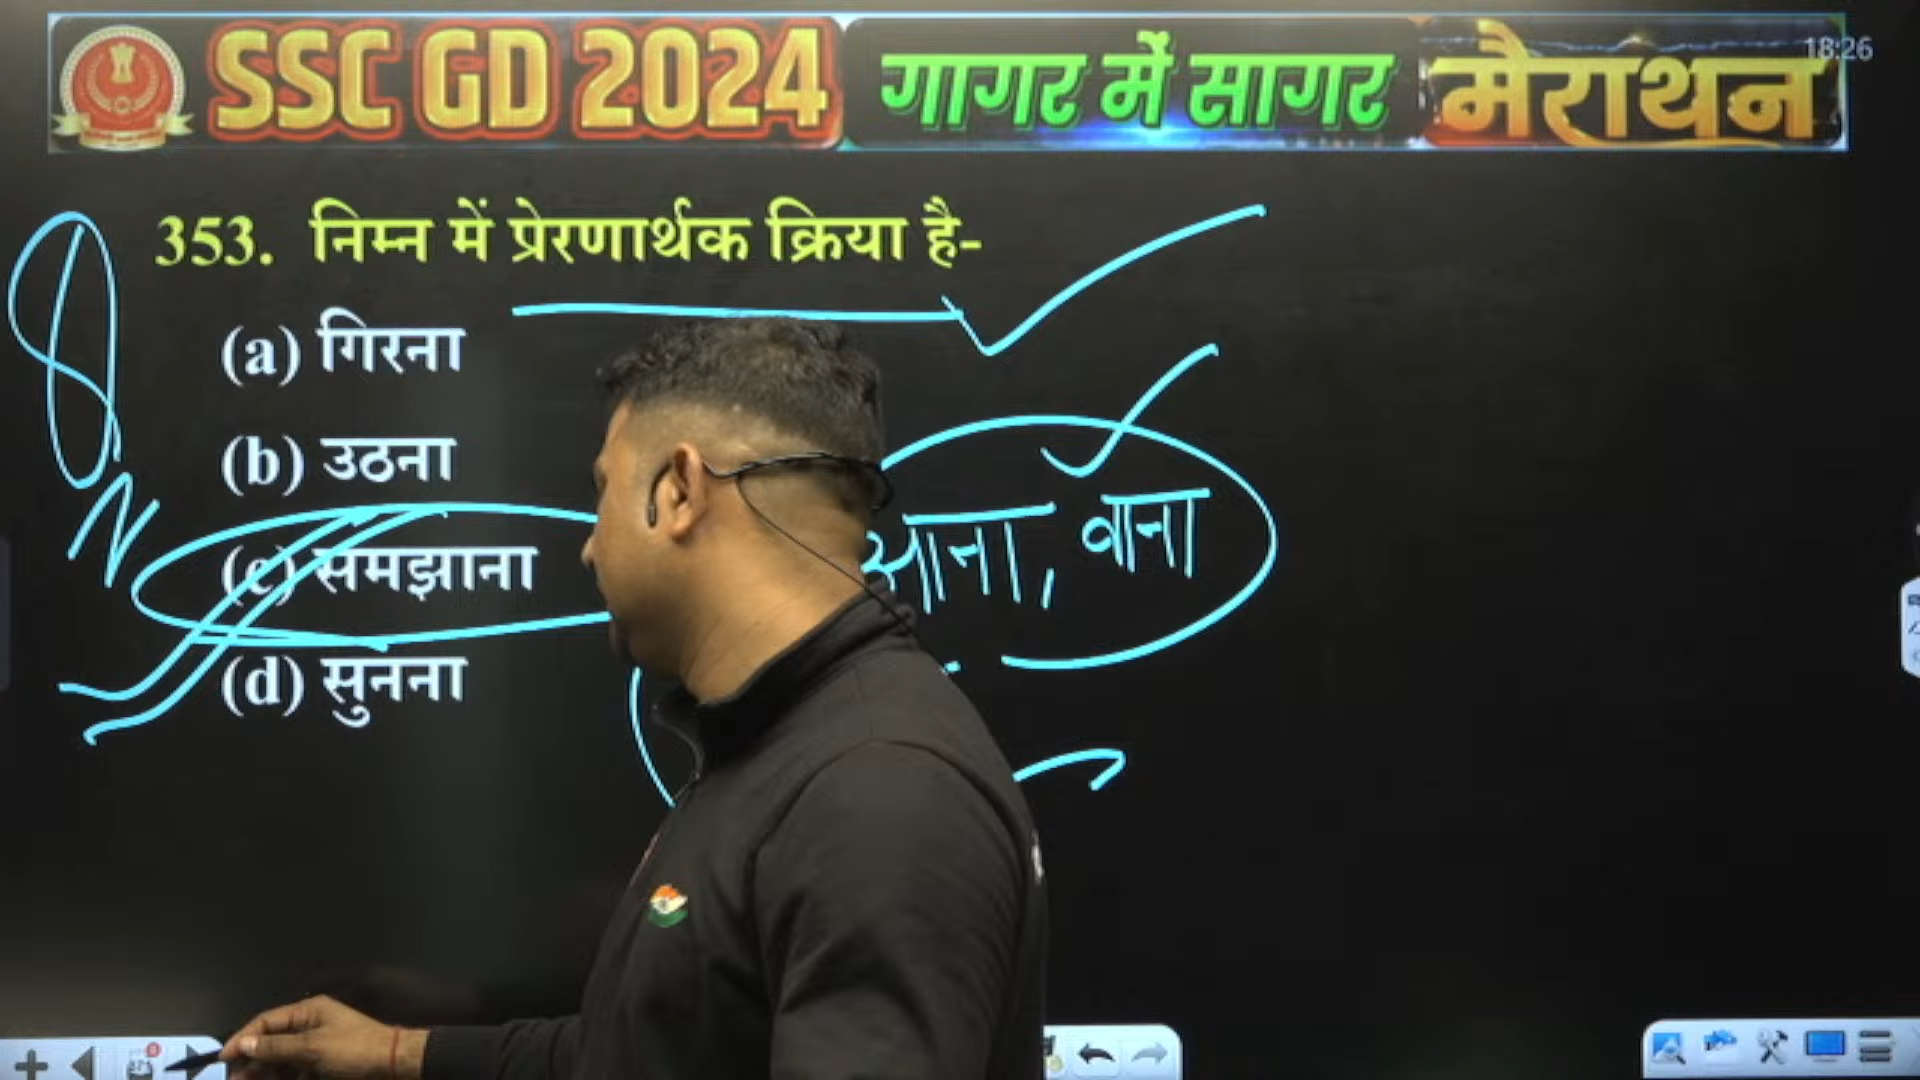 SSC GD 2024 गागर में सागर मैराथन
18:26
353. निम्न में प्रेरणार्थक क्रिया है-
(a) गिरना
(b) उठना
(c) समझाना
आना, वाना
(d) सुनना